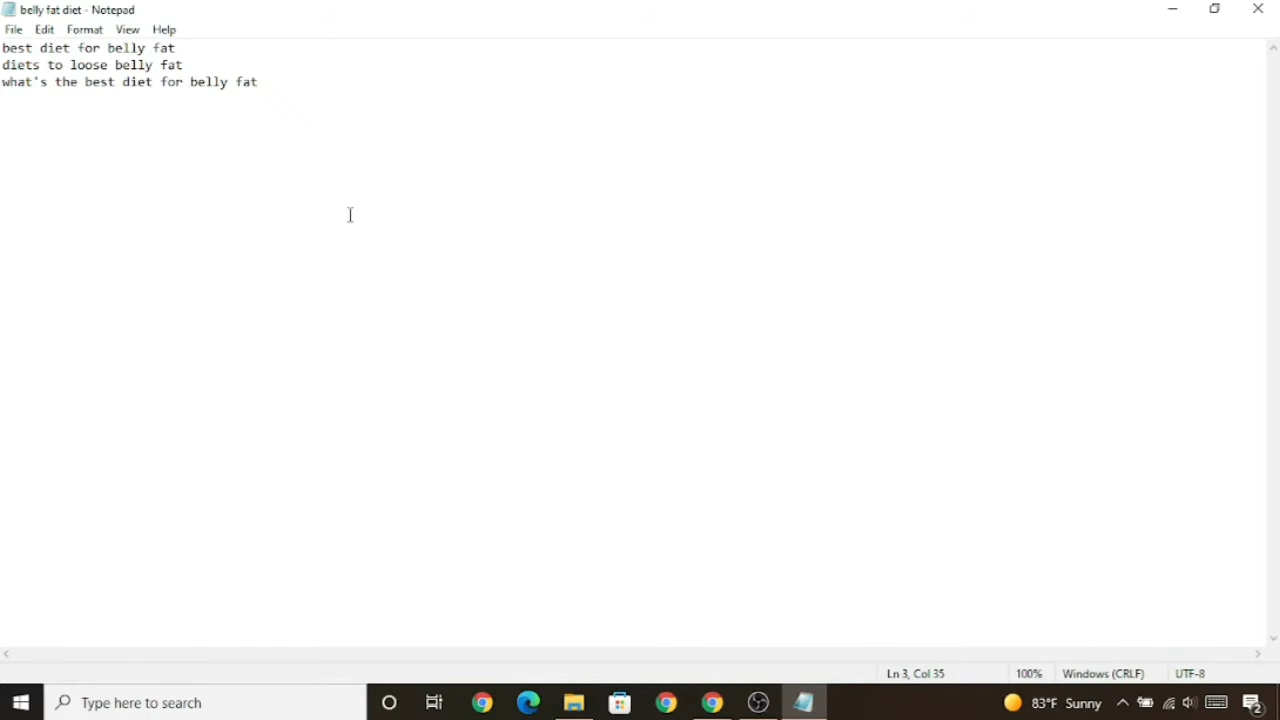 belly fat diet - Notepad
File Edit Format View Help
best diet for belly fat
diets to loose belly fat
what's the best diet for belly fat
Ln 3, Col 35 100% Windows (CRLF) UTF-8
Type here to search 83°F Sunny 2